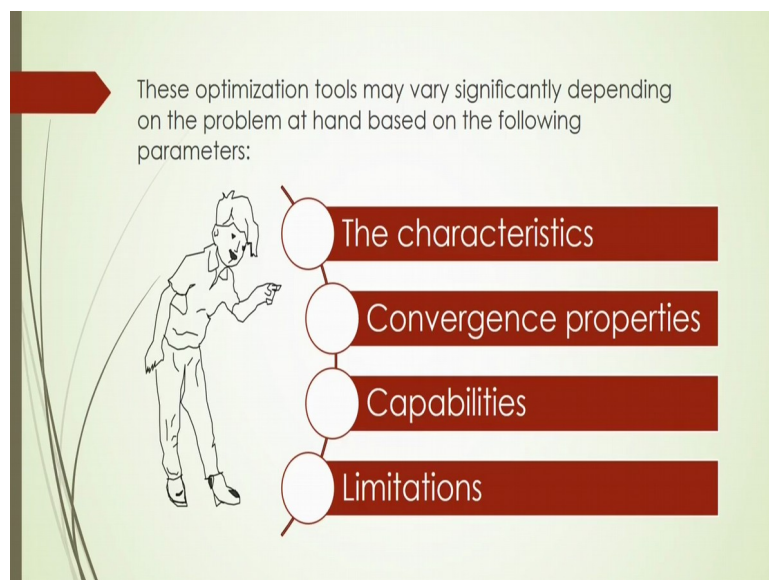 These optimization tools may vary significantly depending
on the problem at hand based on the following
parameters:
The characteristics
Convergence properties
Capabilities
Limitations